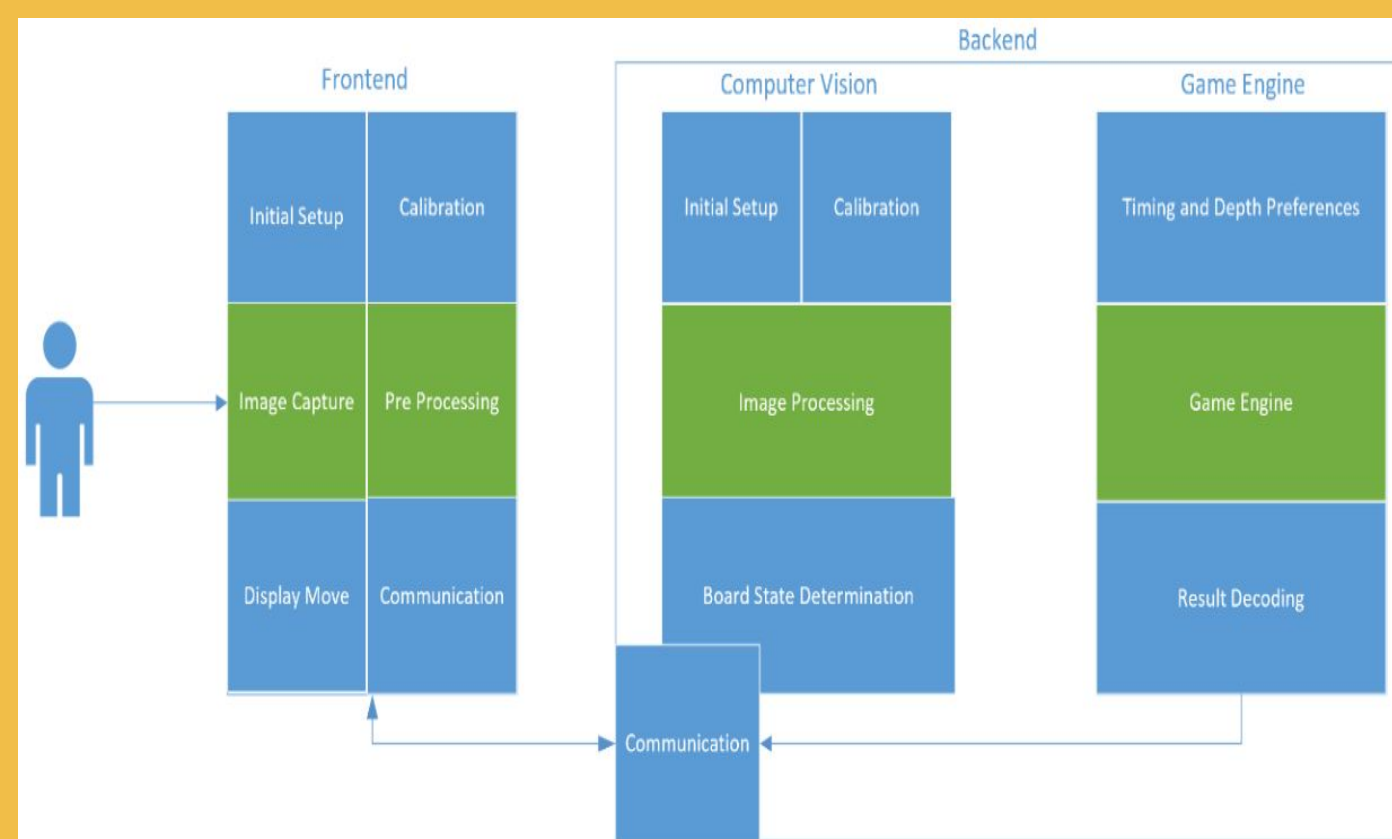 Backend
Frontend
Computer Vision
Game Engine
Initial Setup
Calibration
Initial Setup
Calibration
Timing and Depth Preferences
Image Capture
Pre Processing
Image Processing
Game Engine
Display Move
Communication
Board State Determination
Result Decoding
Communication